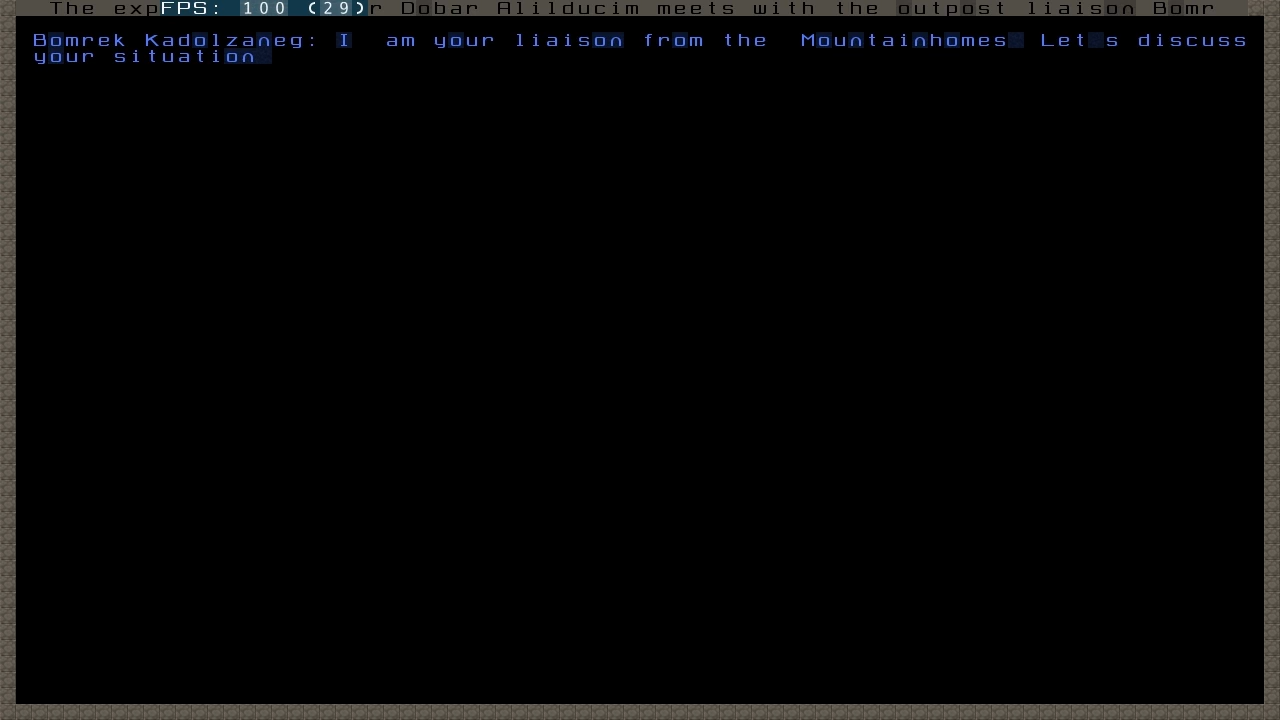 The exp FPS: 100 (29) r Dobar Alilducim meets with the outpost liaison Bomr
Bomrek Kadolzaneg: I am your liaison from the Mountainhomes Let s discuss
your situation